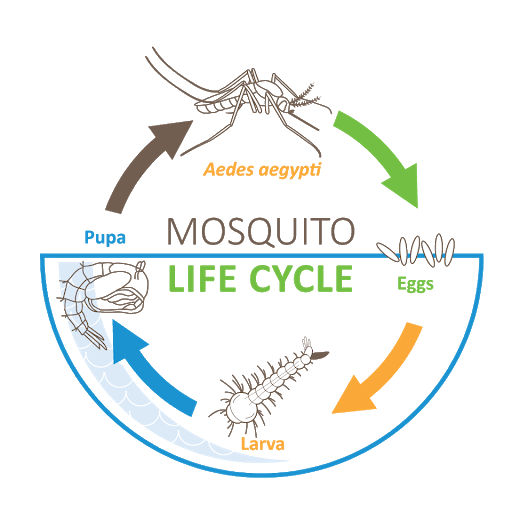 Aedes aegypti
MOSQUITO
LIFE CYCLE
Pupa
Eggs
Larva